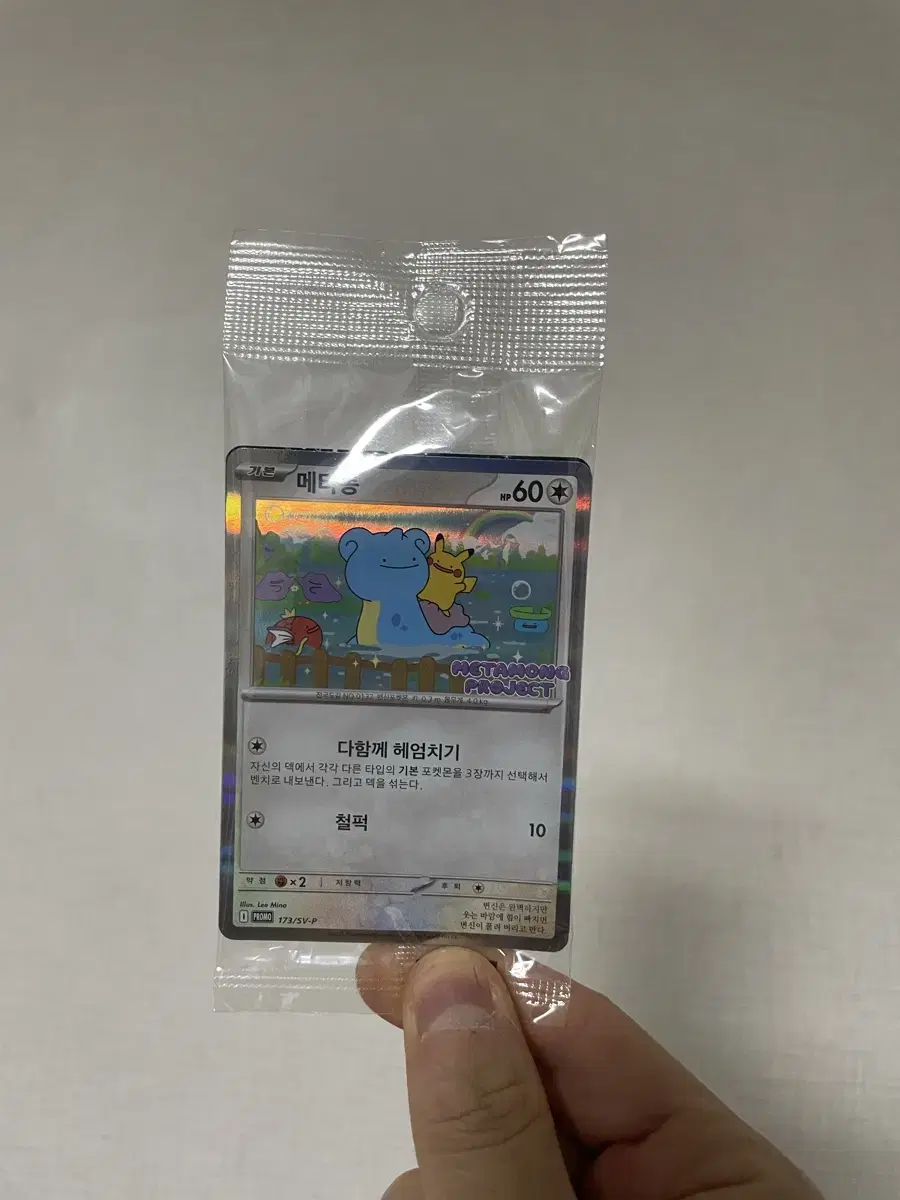 기본 메타몽 HP 60
METAMONG
PROJECT
다함께 헤엄치기
자신의 덱에서 각각 다른 타입의 기본 포켓몬을 3장까지 선택해서
벤치로 내보낸다. 그리고 덱을 섞는다.
철퍽 10
약점 ×2 저항력 후퇴
Illus. Lee Mina
I PROMO 173/SV-P
변신은 완벽하지만
웃는 바람에 힘이 빠지면
변신이 풀려 버리고 만다.